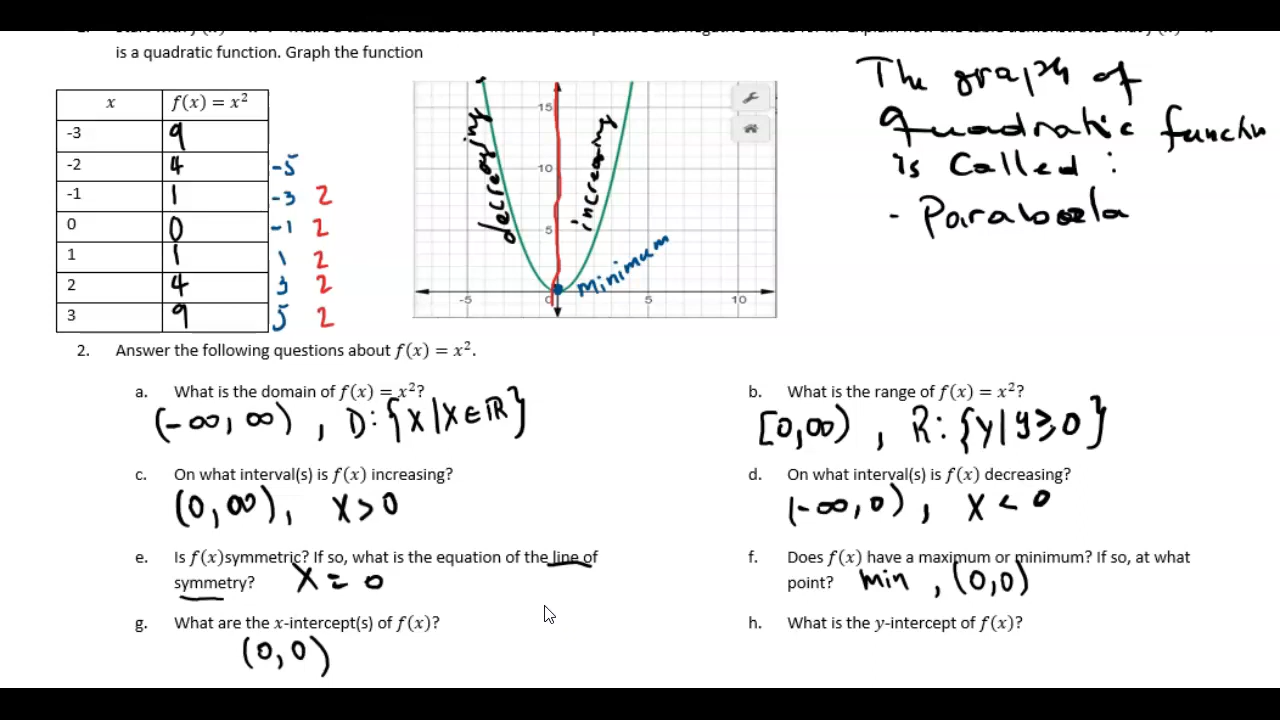 is a quadratic function. Graph the function
The graph of
quadratic
is called :
- Parabola
x f(x) = x²
-3 9
-2 4 -5
-1 1 -3 2
0 0 -1 2
1 1 1 2
2 4 3 2
3 9 5 2
decreasing
increasing
minimum
15
10
5
-5 0 5 10
2. Answer the following questions about f(x) = x².
a. What is the domain of f(x) = x²?
(-∞, ∞) , D: {x|x∈ℝ}
b. What is the range of f(x) = x²?
[0,∞) , R: {y|y≥0}
c. On what interval(s) is f(x) increasing?
(0,∞), x>0
d. On what interval(s) is f(x) decreasing?
(-∞,0) , x < 0
e. Is f(x)symmetric? If so, what is the equation of the line of
symmetry? x = 0
f. Does f(x) have a maximum or minimum? If so, at what
point? min , (0,0)
g. What are the x-intercept(s) of f(x)?
(0,0)
h. What is the y-intercept of f(x)?